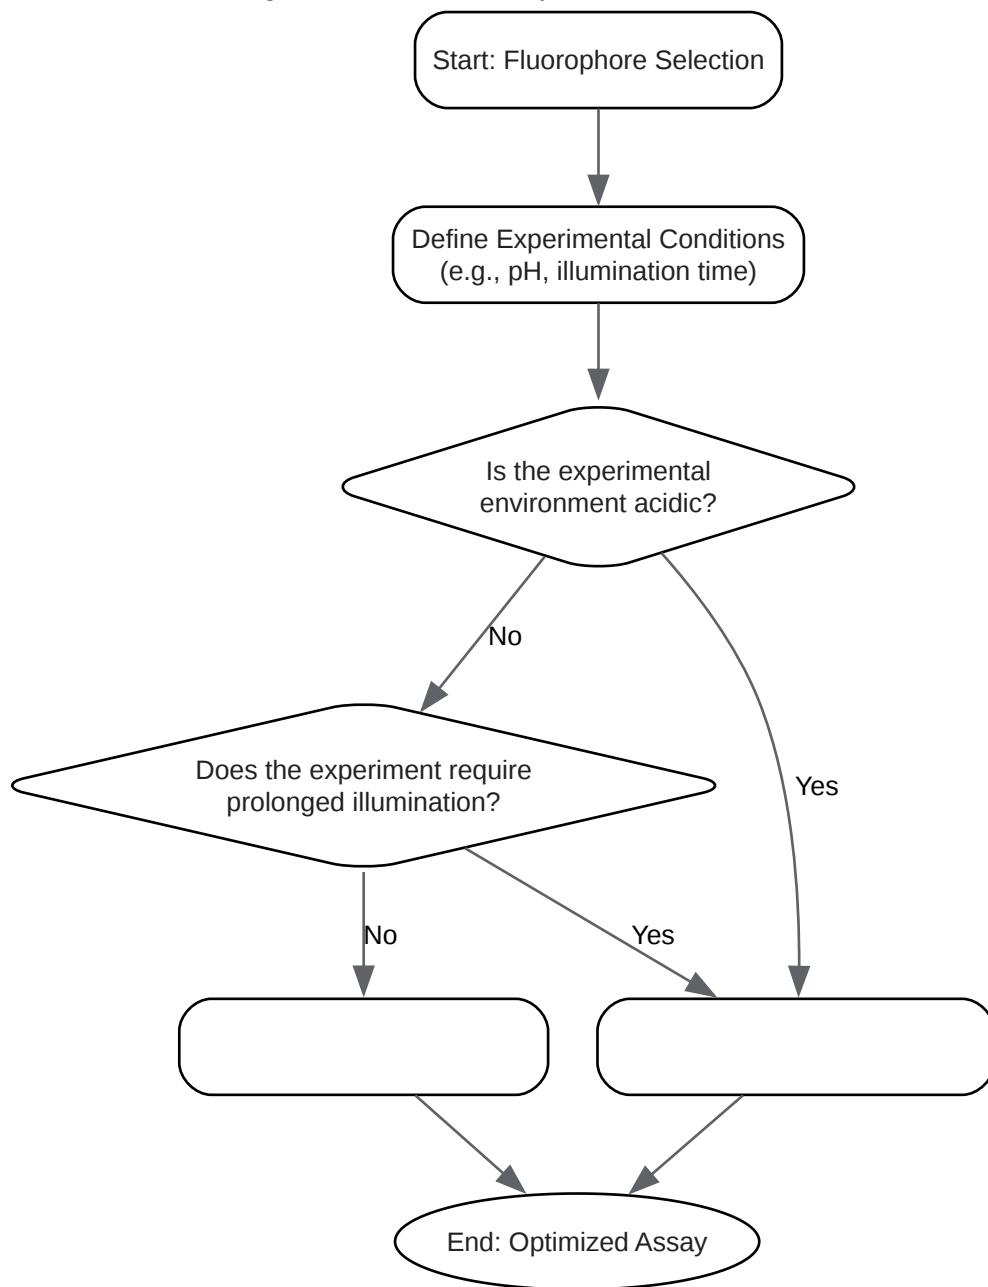 Start: Fluorophore Selection
Define Experimental Conditions
(e.g., pH, illumination time)
Is the experimental
environment acidic?
No
Does the experiment require
prolonged illumination?
Yes
No
Yes
End: Optimized Assay